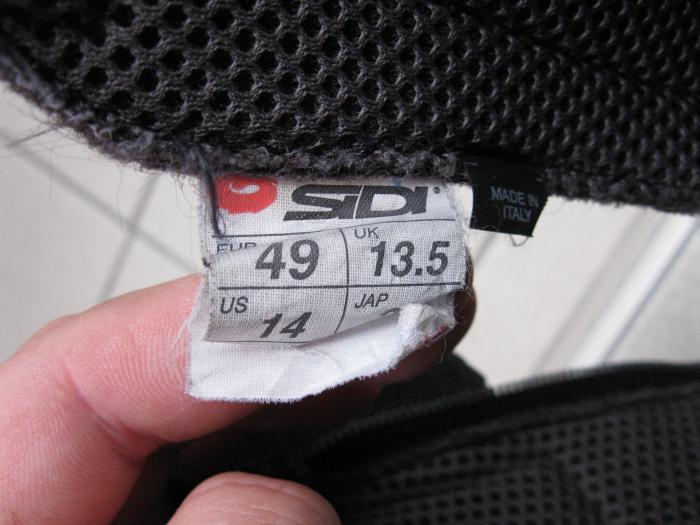 SIDI
MADE IN
ITALY
EUR 49
UK 13.5
US 14
JAP